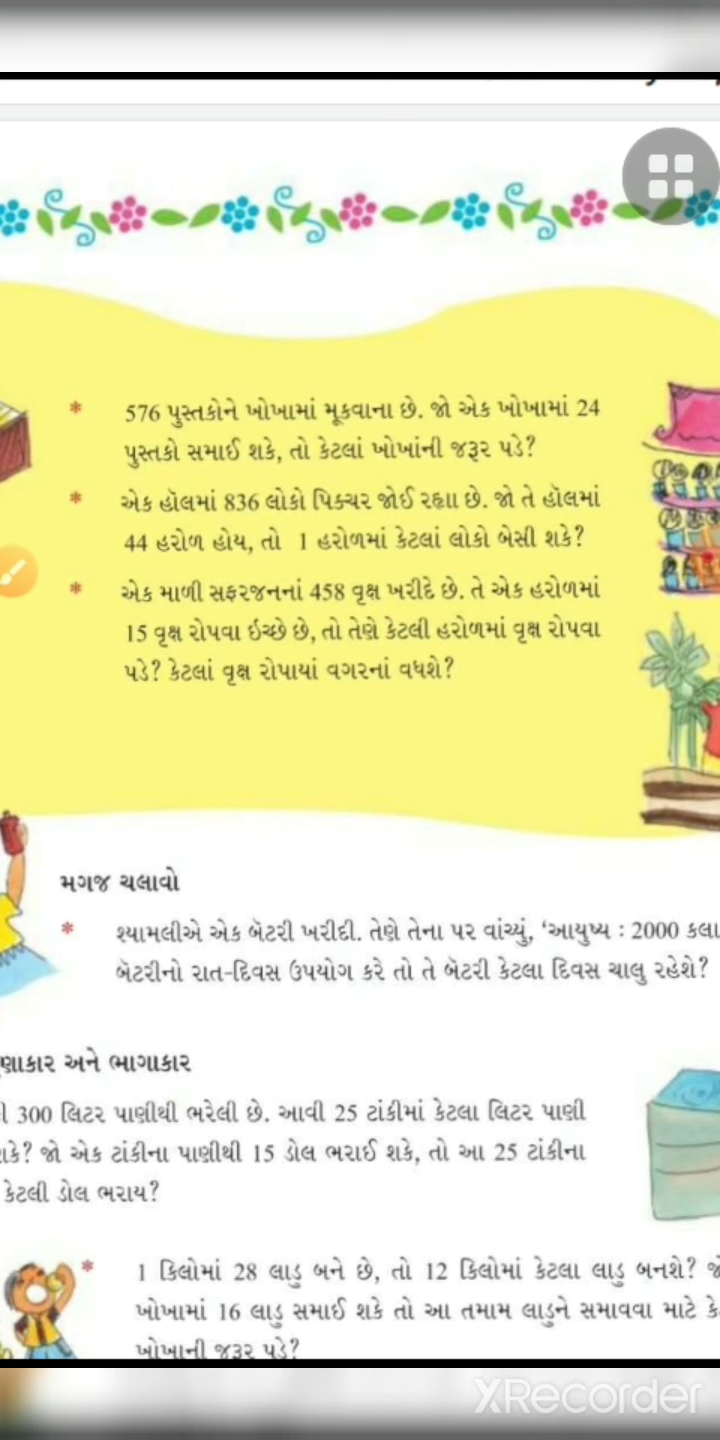 * 576 પુસ્તકોને ખોખામાં મૂકવાના છે. જો એક ખોખામાં 24
પુસ્તકો સમાઈ શકે, તો કેટલાં ખોખાંની જરૂર પડે?
* એક હૉલમાં 836 લોકો પિક્ચર જોઈ રહ્યા છે. જો તે હૉલમાં
44 હરોળ હોય, તો 1 હરોળમાં કેટલાં લોકો બેસી શકે?
* એક માળી સફરજનનાં 458 વૃક્ષ ખરીદે છે. તે એક હરોળમાં
15 વૃક્ષ રોપવા ઇચ્છે છે, તો તેણે કેટલી હરોળમાં વૃક્ષ રોપવા
પડે? કેટલાં વૃક્ષ રોપાયાં વગરનાં વધશે?
મગજ ચલાવો
* શ્યામલીએ એક બૅટરી ખરીદી. તેણે તેના પર વાંચ્યું, ‘આયુષ્ય : 2000 કલા
બૅટરીનો રાત-દિવસ ઉપયોગ કરે તો તે બૅટરી કેટલા દિવસ ચાલુ રહેશે?
ણાકાર અને ભાગાકાર
300 લિટર પાણીથી ભરેલી છે. આવી 25 ટાંકીમાં કેટલા લિટર પાણી
શકે? જો એક ટાંકીના પાણીથી 15 ડોલ ભરાઈ શકે, તો આ 25 ટાંકીના
કેટલી ડોલ ભરાય?
* 1 કિલોમાં 28 લાડુ બને છે, તો 12 કિલોમાં કેટલા લાડુ બનશે? જો
ખોખામાં 16 લાડુ સમાઈ શકે તો આ તમામ લાડુને સમાવવા માટે કે
ખોખાની જરૂર પડે?
XRecorder